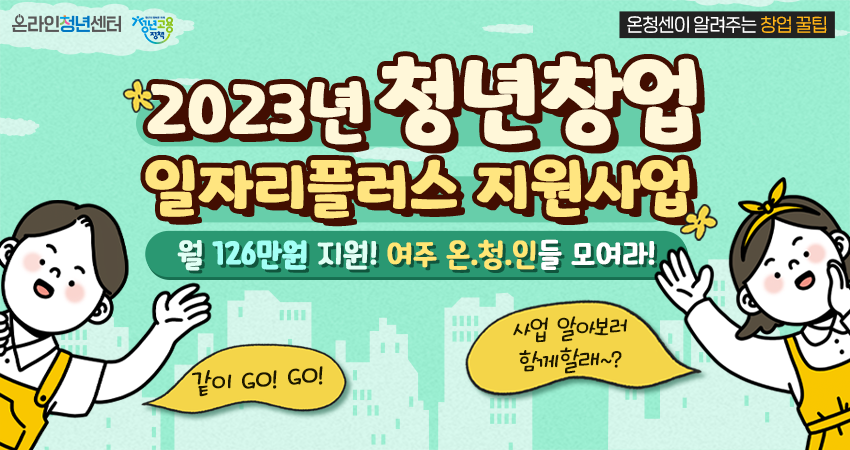 온라인청년센터
청년고용정책
온청센이 알려주는 창업 꿀팁
2023년 청년창업
일자리플러스 지원사업
월 126만원 지원! 여주 온.청.인들 모여라!
사업 알아보러
함께할래~?
같이 GO! GO!